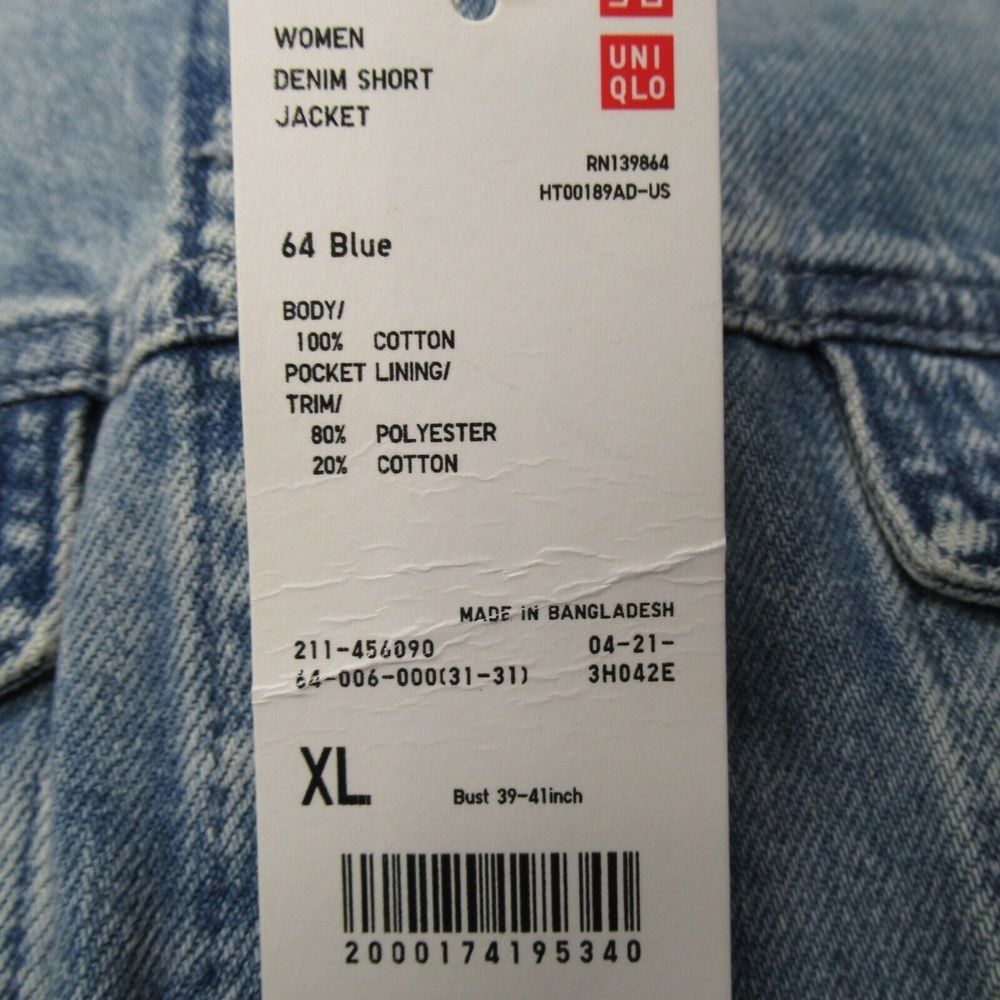 WOMEN
DENIM SHORT
JACKET
UNI
QLO
RN139864
HT00189AD-US
64 Blue
BODY/
100% COTTON
POCKET LINING/
TRIM/
80% POLYESTER
20% COTTON
MADE IN BANGLADESH
211-456090 04-21-
64-006-000(31-31) 3H042E
XL
Bust 39-41inch
2000174195340